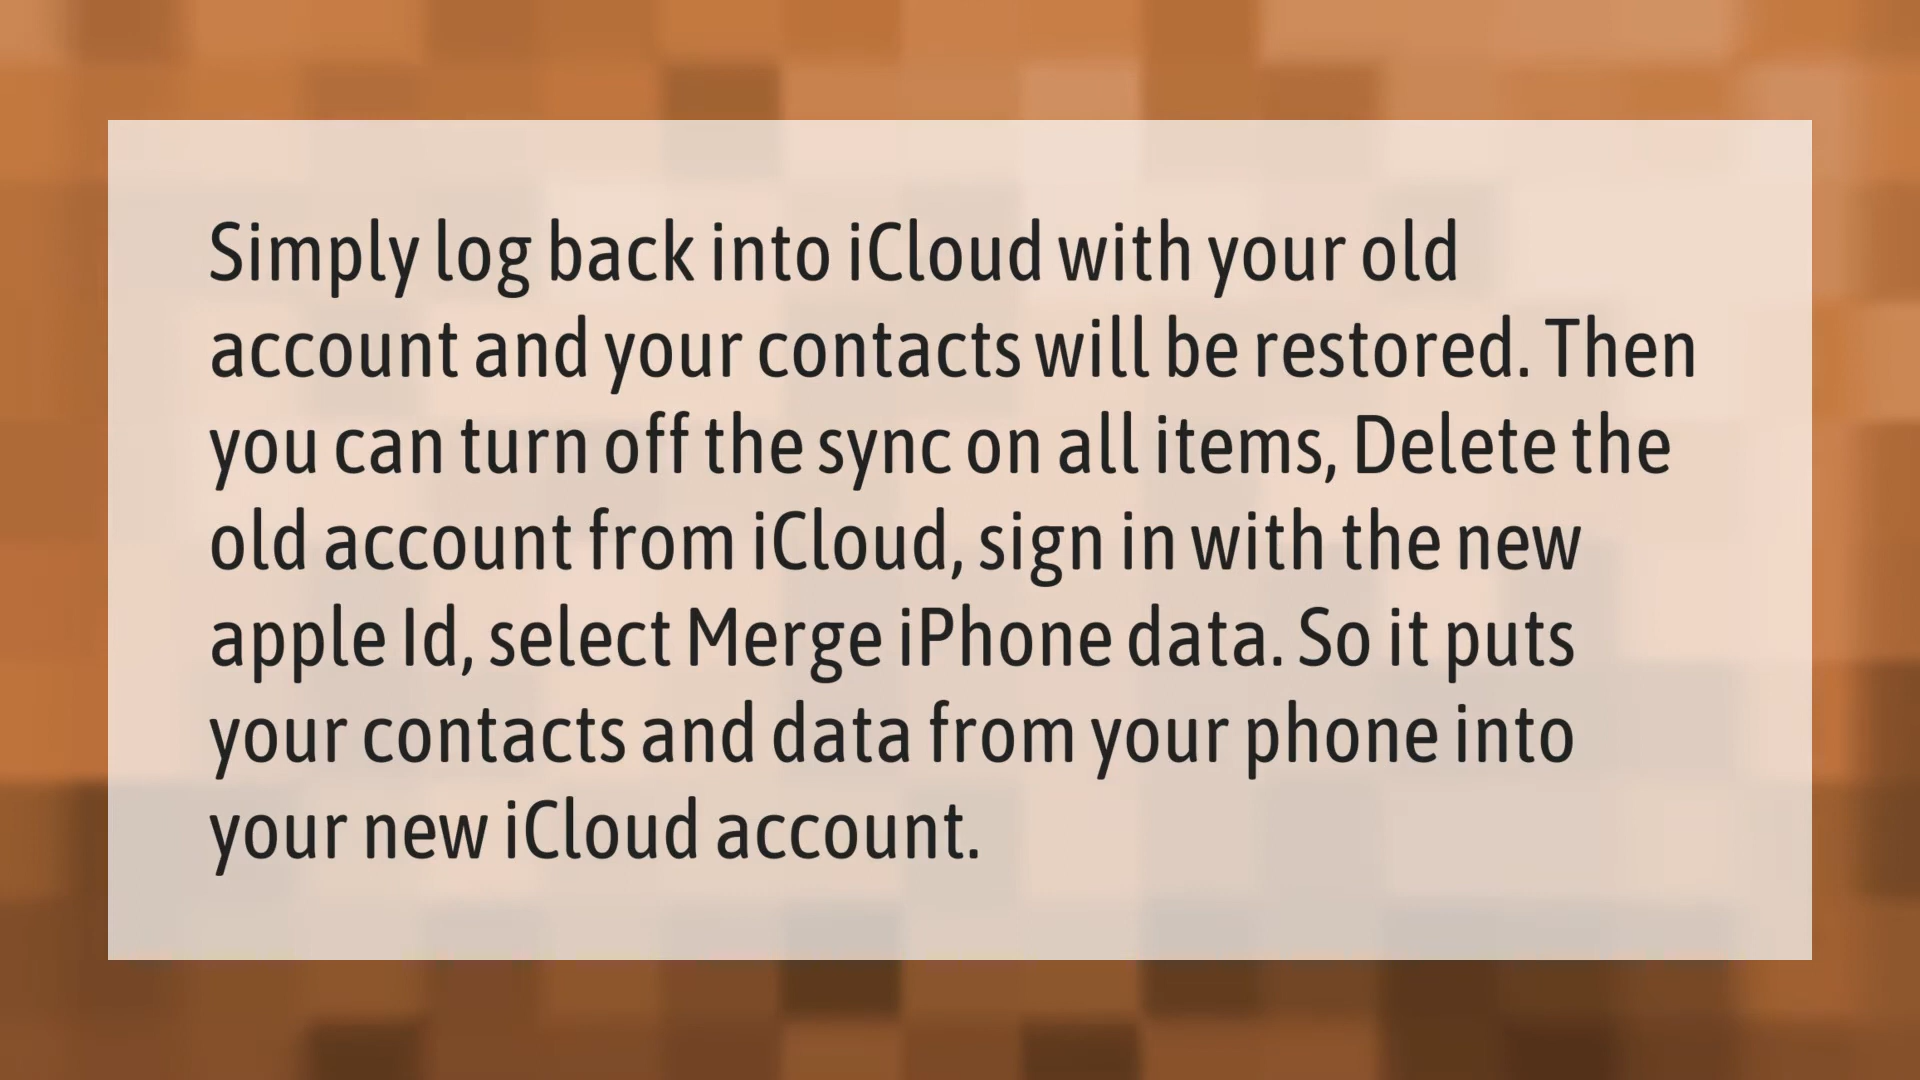 Simply log back into iCloud with your old
account and your contacts will be restored. Then
you can turn off the sync on all items, Delete the
old account from iCloud, sign in with the new
apple Id, select Merge iPhone data. So it puts
your contacts and data from your phone into
your new iCloud account.